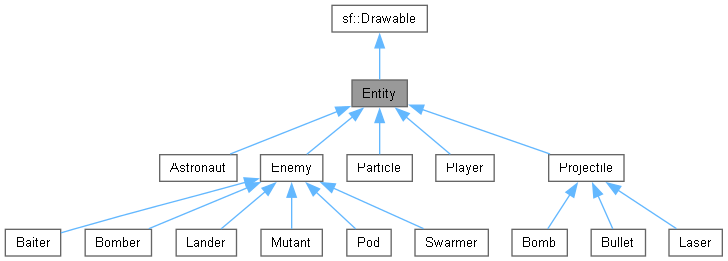 sf::Drawable
Entity
Astronaut
Enemy
Particle
Player
Projectile
Baiter
Bomber
Lander
Mutant
Pod
Swarmer
Bomb
Bullet
Laser